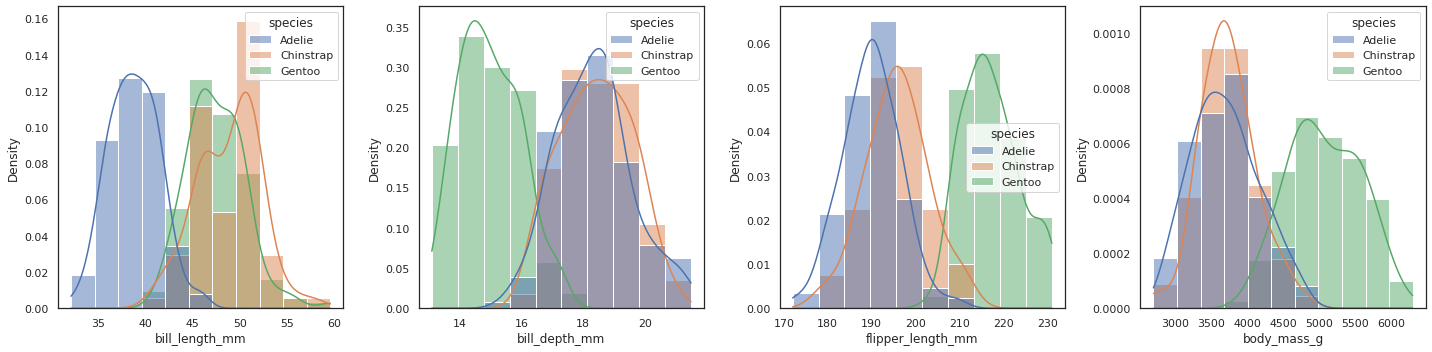 species
Adelie
Chinstrap
Gentoo
0.16
0.14
0.12
0.10
0.08
0.06
0.04
0.02
0.00
Density
35 40 45 50 55 60
bill_length_mm
species
Adelie
Chinstrap
Gentoo
0.35
0.30
0.25
0.20
0.15
0.10
0.05
0.00
Density
14 16 18 20
bill_depth_mm
species
Adelie
Chinstrap
Gentoo
0.06
0.05
0.04
0.03
0.02
0.01
0.00
Density
170 180 190 200 210 220 230
flipper_length_mm
species
Adelie
Chinstrap
Gentoo
0.0010
0.0008
0.0006
0.0004
0.0002
0.0000
Density
3000 3500 4000 4500 5000 5500 6000
body_mass_g